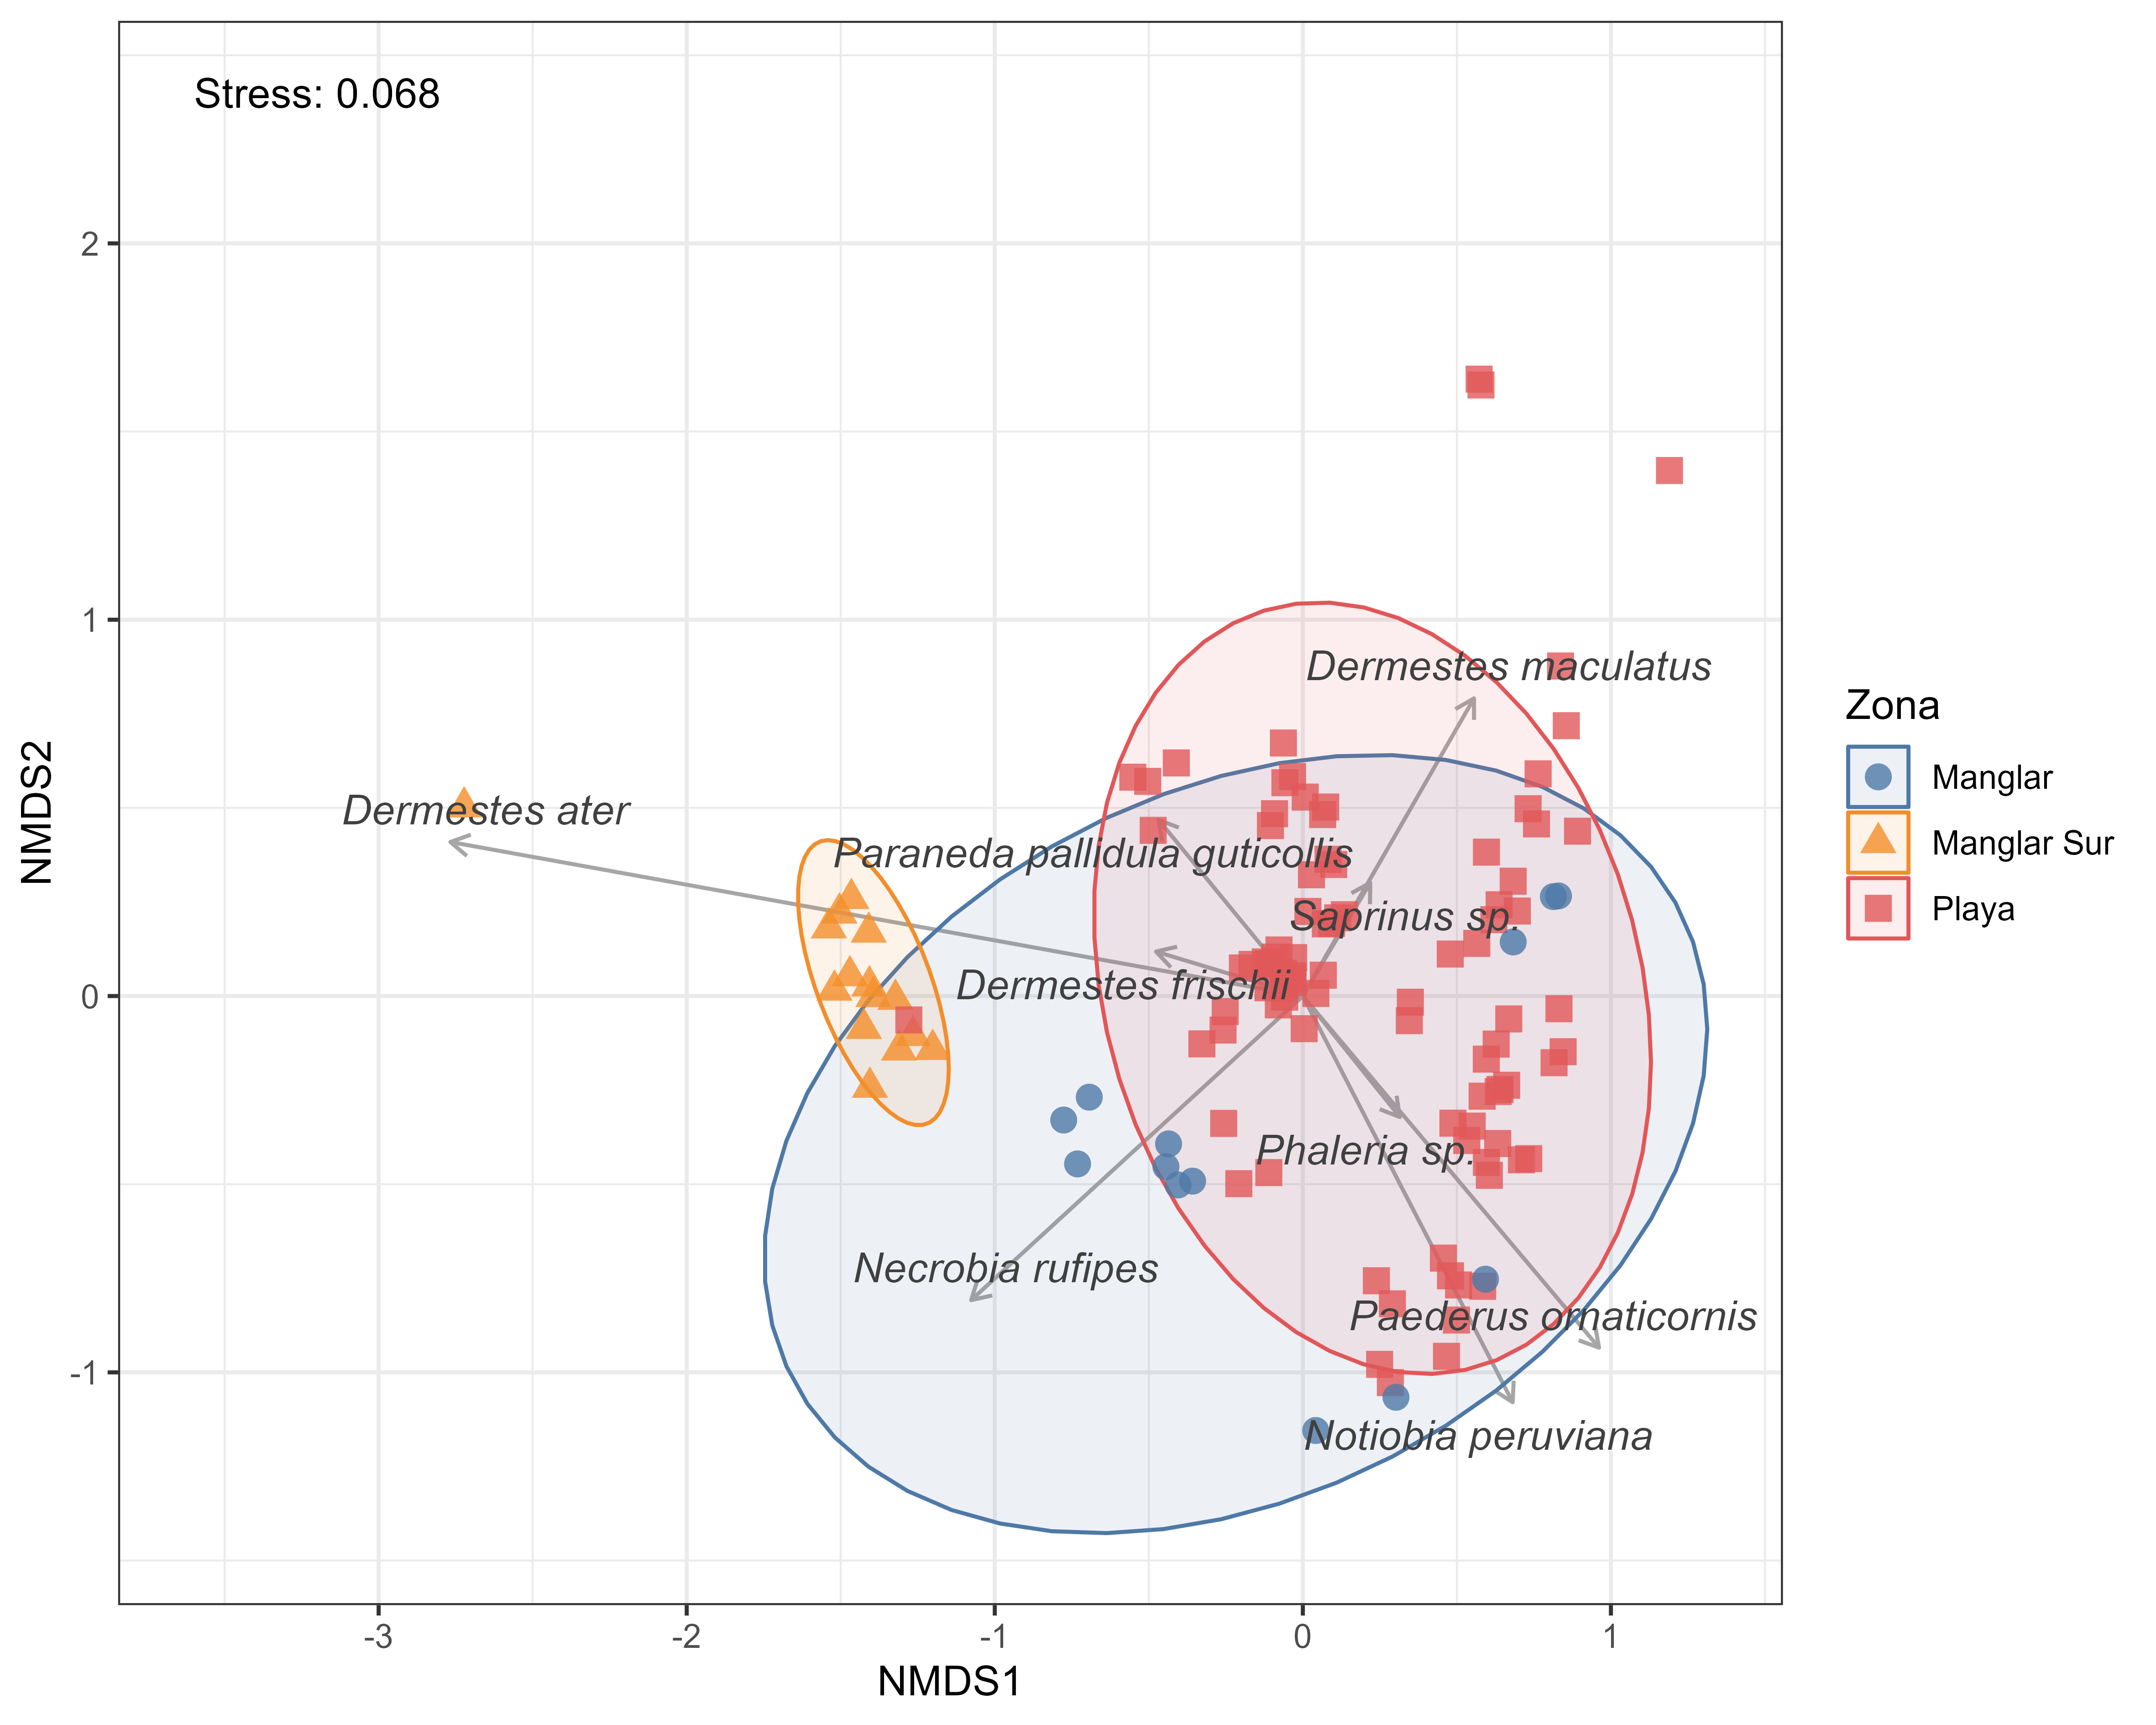 Stress: 0.068
Dermestes maculatus
Dermestes ater
Paraneda pallidula guticollis
Saprinus sp.
Dermestes frischii
Phaleria sp.
Necrobia rufipes
Paederus ornaticornis
Notiobia peruviana
2
1
0
-1
-3
-2
-1
0
1
NMDS1
NMDS2
Zona
Manglar
Manglar Sur
Playa